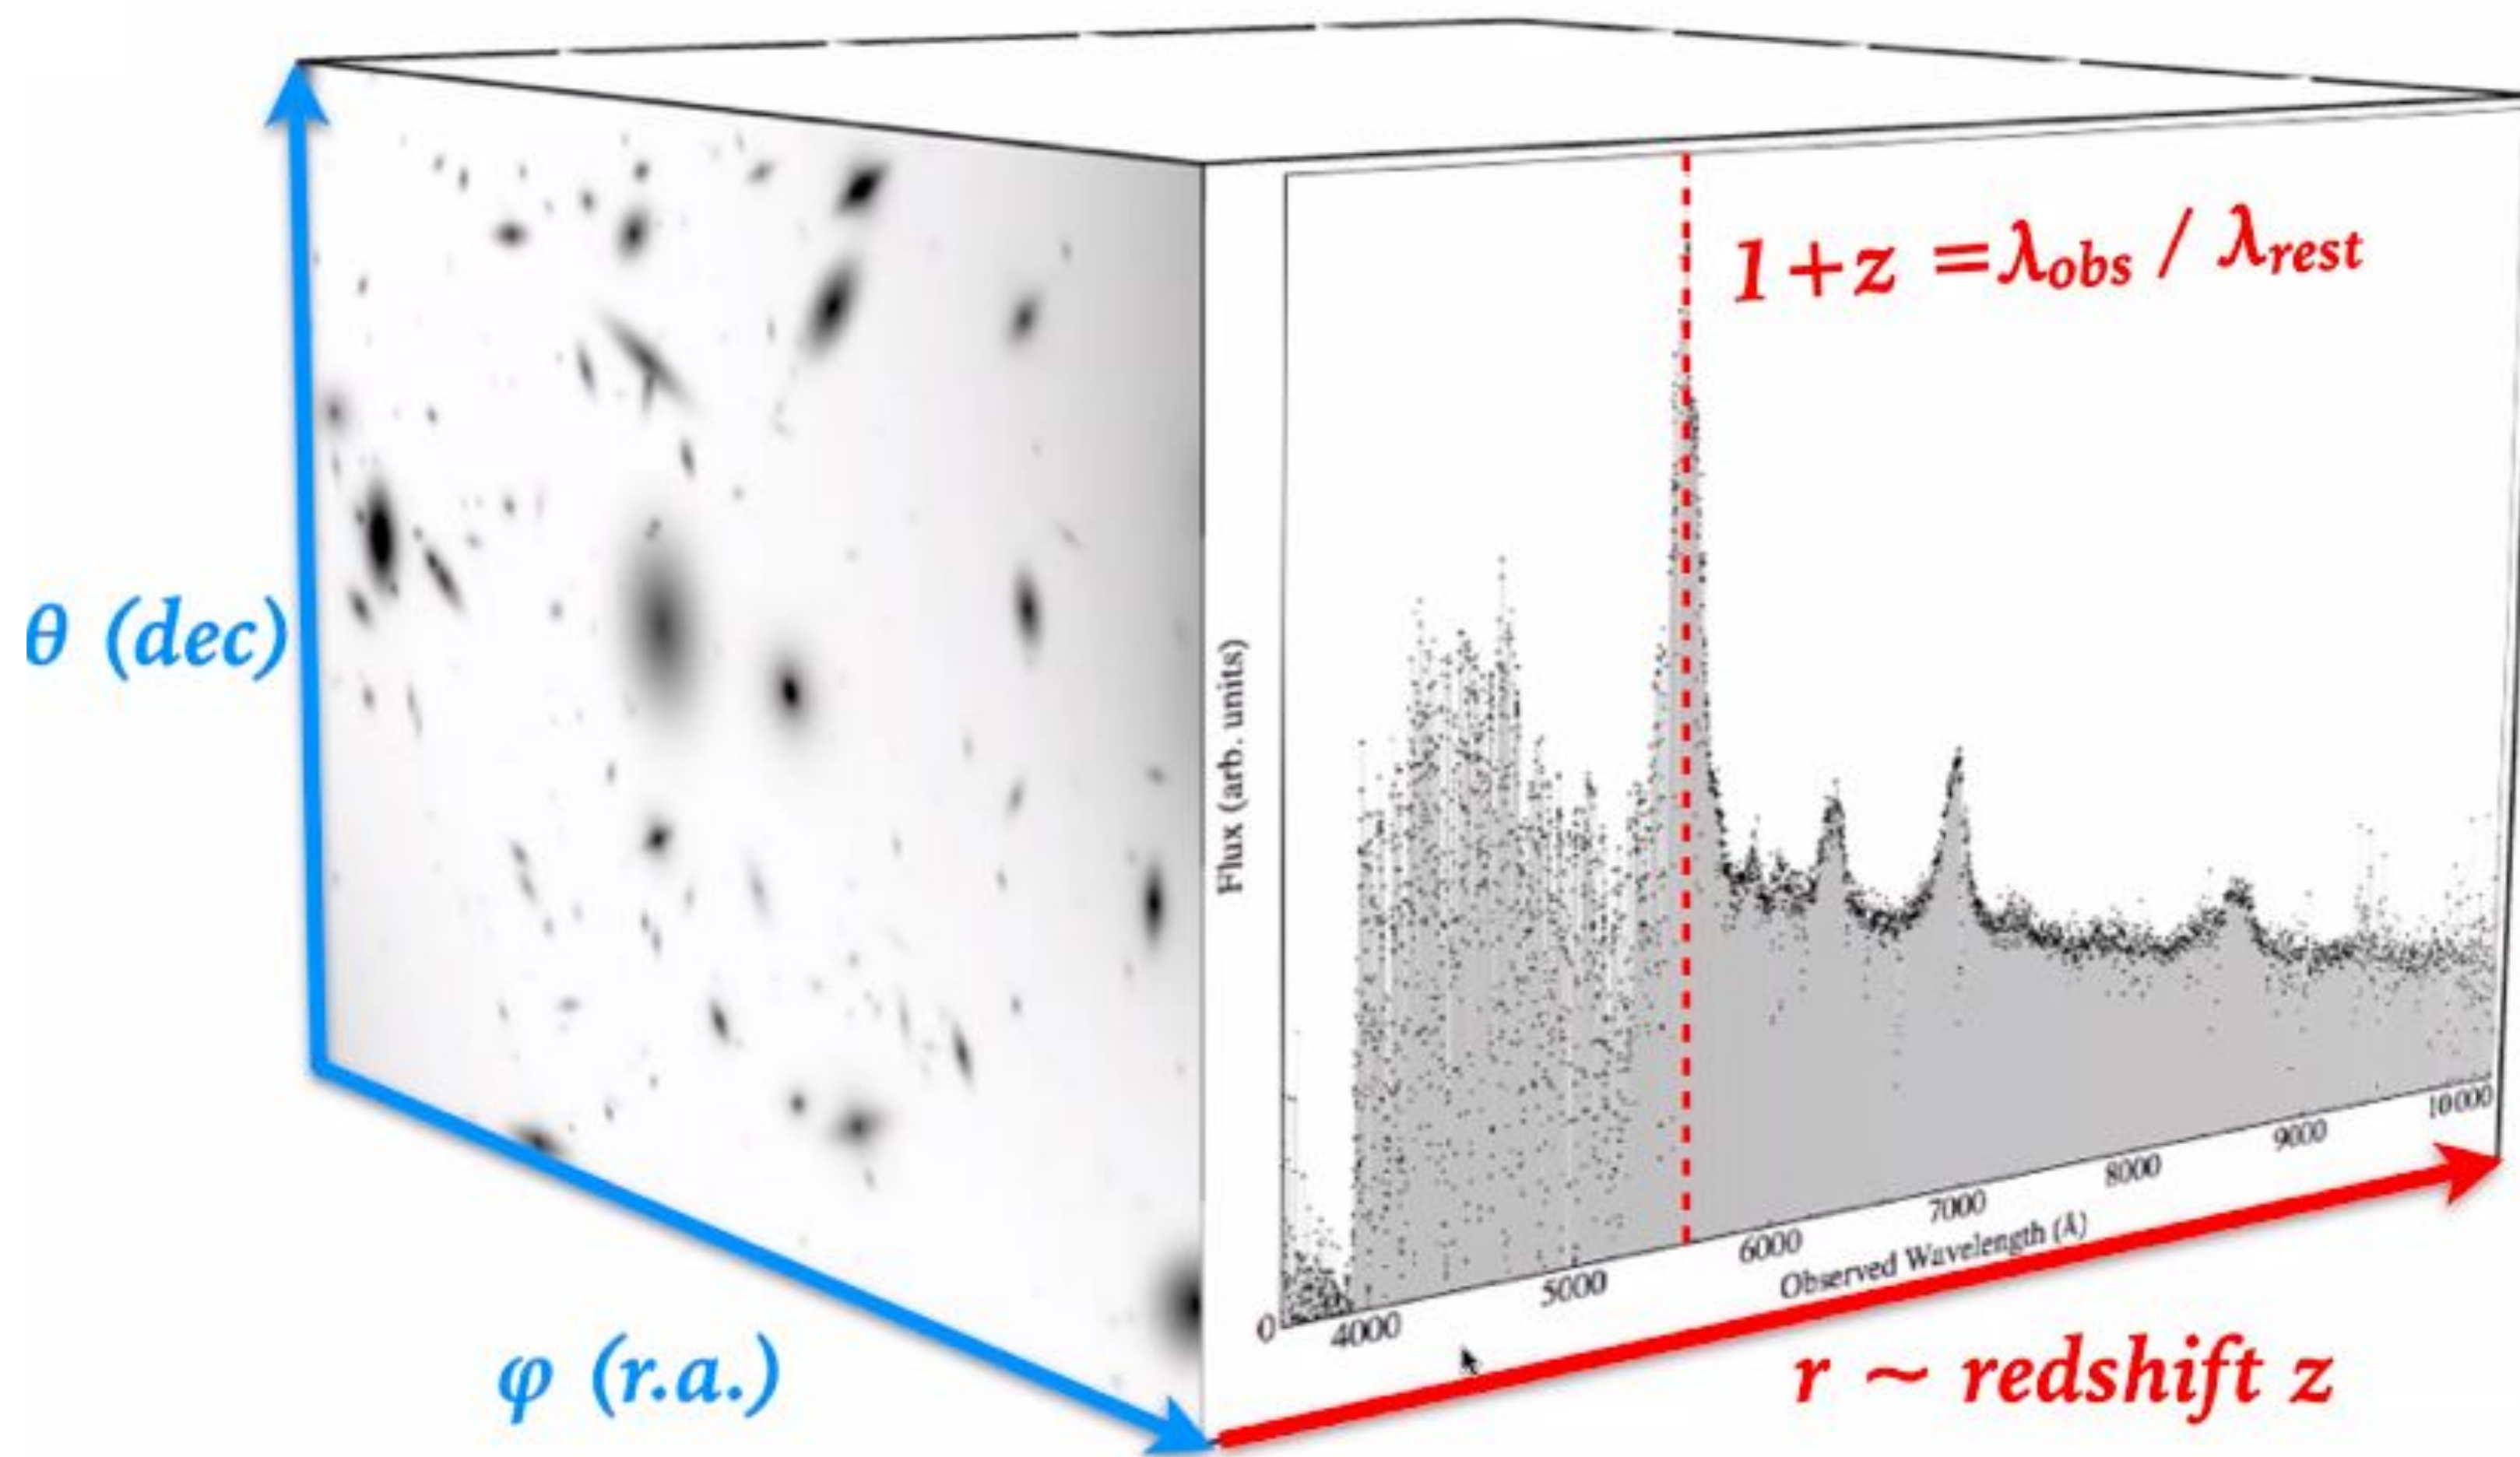 1+z =λobs / λrest
θ (dec)
Flux (arb. units)
0
4000
5000
6000
7000
8000
9000
10000
Observed Wavelength (Å)
φ (r.a.)
r ~ redshift z